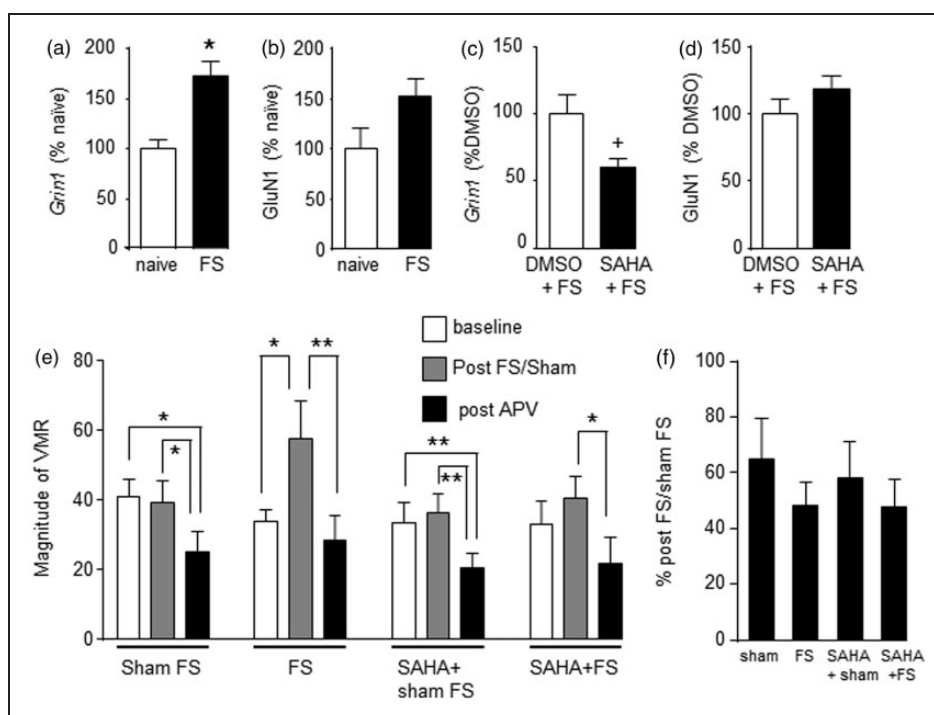 (a)
Grin1 (% naïve)
200
150
100
50
0
*
naive FS
(b)
GluN1 (% naïve)
200
150
100
50
0
naive FS
(c)
Grin1 (%DMSO)
150
100
50
0
+
DMSO SAHA
+ FS + FS
(d)
GluN1 (% DMSO)
150
100
50
0
DMSO SAHA
+ FS + FS
(e)
Magnitude of VMR
80
60
40
20
0
baseline
Post FS/Sham
post APV
*
*
*
**
**
**
*
Sham FS
FS
SAHA+
sham FS
SAHA+FS
(f)
% post FS/sham FS
100
80
60
40
20
0
sham FS SAHA SAHA
+ sham +FS